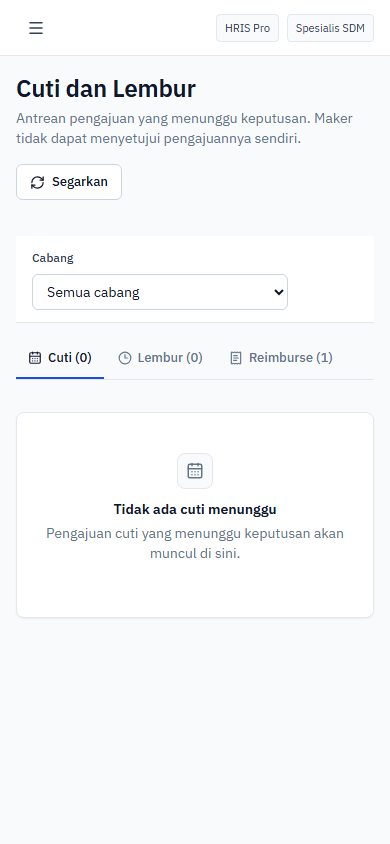 HRIS Pro
Spesialis SDM
Cuti dan Lembur
Antrean pengajuan yang menunggu keputusan. Maker
tidak dapat menyetujui pengajuannya sendiri.
Segarkan
Cabang
Semua cabang
Cuti (0)
Lembur (0)
Reimburse (1)
Tidak ada cuti menunggu
Pengajuan cuti yang menunggu keputusan akan
muncul di sini.